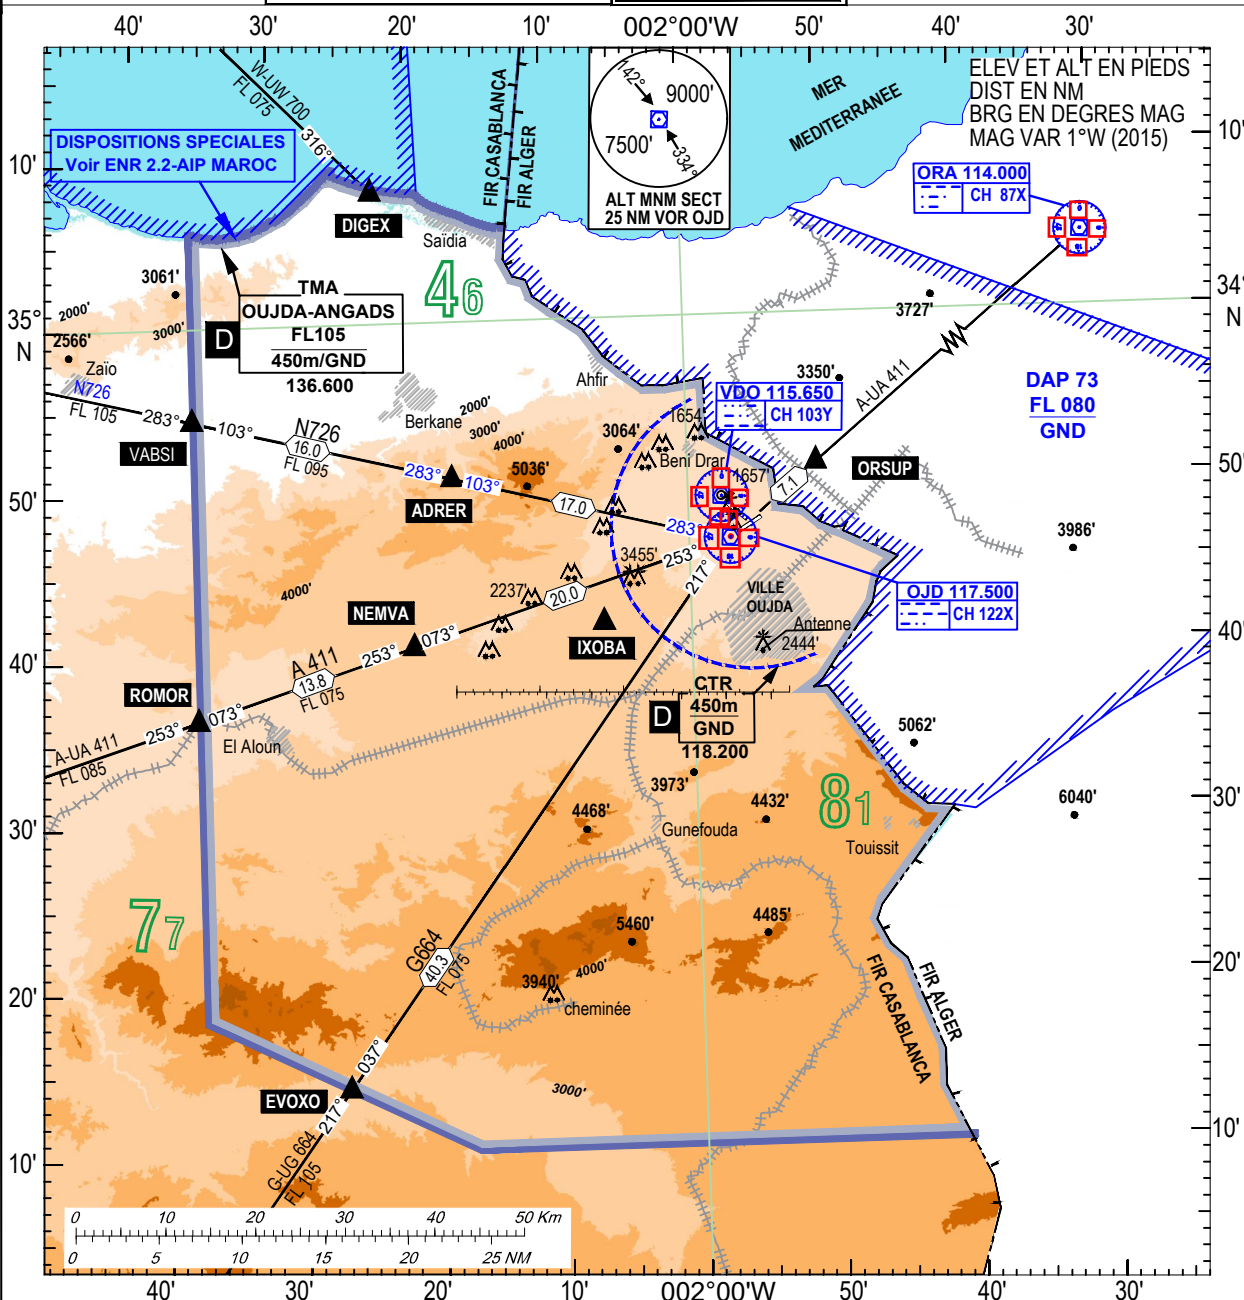 40'
30'
20'
10'
002°00'W
50'
40'
30'
ELEV ET ALT EN PIEDS
DIST EN NM
BRG EN DEGRES MAG
MAG VAR 1°W (2015)
W-UW 700
FL 075
316°
FIR CASABLANCA
FIR ALGER
142°
9000'
7500'
334°
ALT MNM SECT
25 NM VOR OJD
MER
MEDITERRANEE
10'
10'
DISPOSITIONS SPECIALES
Voir ENR 2.2-AIP MAROC
ORA 114.000
CH 87X
DIGEX
Saïdia
3061'
TMA
OUJDA-ANGADS
FL105
450m/GND
136.600
D
46
3727'
34°
N
2000'
3000'
35°
N
2566'
Zaïo
N726
FL 105
283°
103°
VABSI
Ahfir
Berkane
2000'
3000'
4000'
N726
16.0
FL 095
283°
103°
ADRER
5036'
17.0
283°
3064'
1654'
Beni Drar
1657'
VDO 115.650
CH 103Y
3350'
A-UA 411
DAP 73
FL 080
GND
7.1
ORSUP
50'
50'
3986'
3455'
253°
217°
2237'
20.0
4000'
NEMVA
253°
073°
IXOBA
VILLE
OUJDA
Antenne
2444'
OJD 117.500
CH 122X
40'
40'
A 411
13.8
FL 075
ROMOR
253°
073°
El Aloun
A-UA 411
FL 085
CTR
450m
GND
118.200
D
5062'
3973'
4432'
81
6040'
4468'
Gunefouda
Touissit
30'
30'
77
5460'
4485'
G664
40.3
FL 075
4000'
3940'
cheminée
FIR CASABLANCA
FIR ALGER
20'
20'
037°
EVOXO
217°
3000'
G-UG 664
FL 105
10'
10'
0 10 20 30 40 50 Km
0 5 10 15 20 25 NM
40'
30'
20'
10'
002°00'W
50'
40'
30'